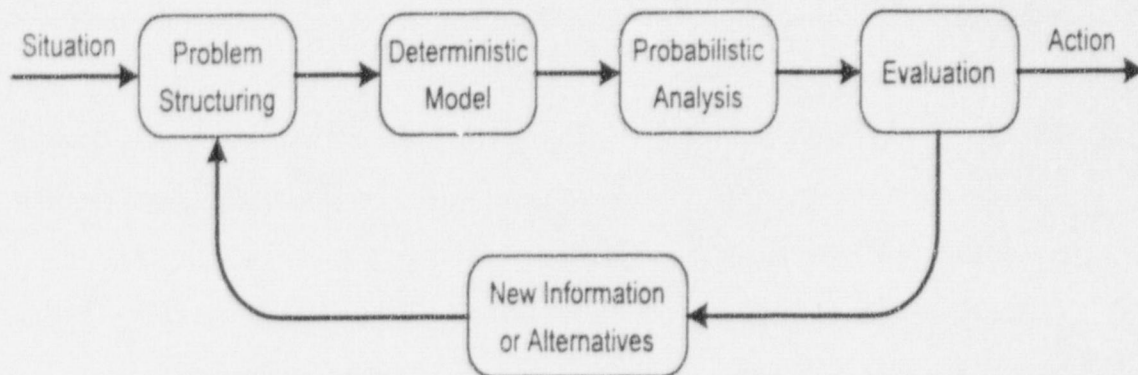 Situation
Problem
Structuring
Deterministic
Model
Probabilistic
Analysis
Evaluation
Action
New Information
or Alternatives